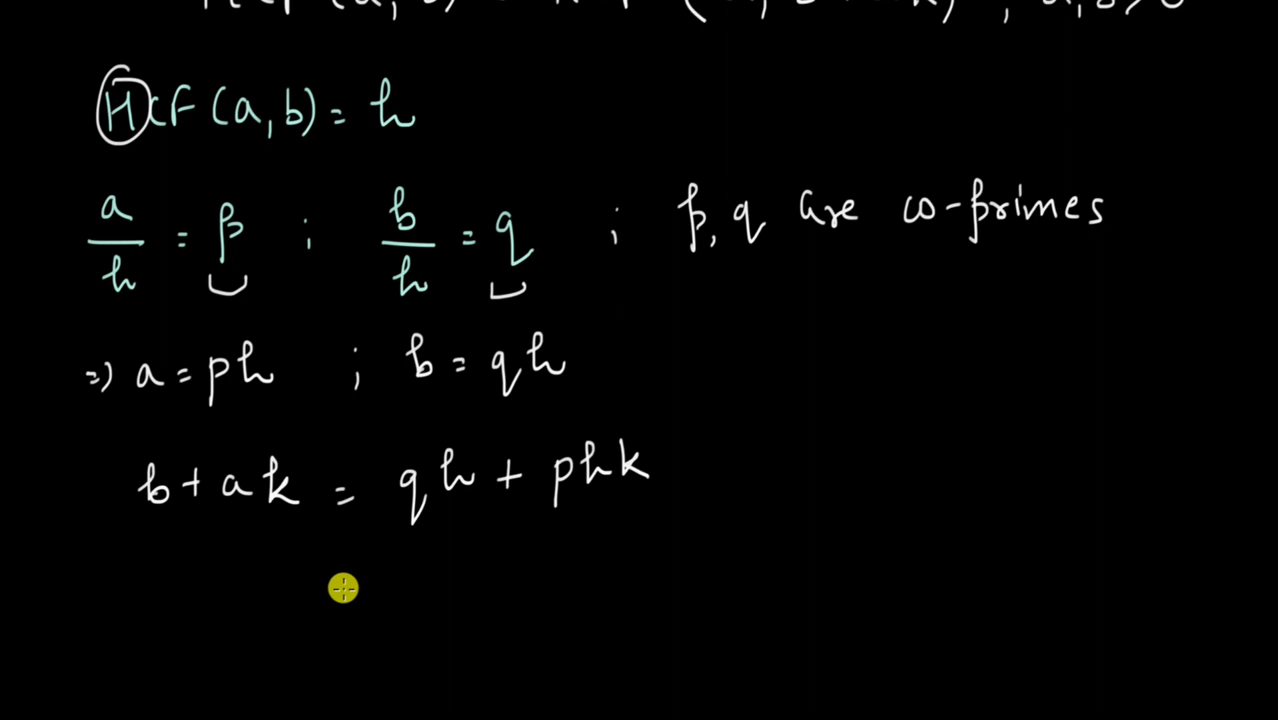 HCF (a, b) = h
a/h = p ; b/h = q ; p, q are co-primes
=> a = ph ; b = qh
b + ak = qh + phk